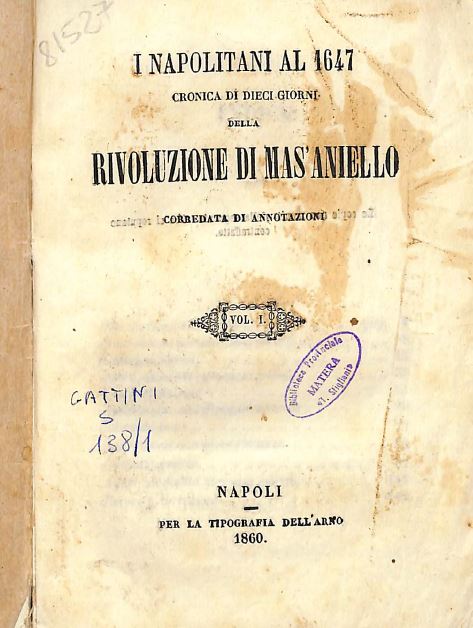 81527
I NAPOLITANI AL 1647
CRONICA DI DIECI GIORNI
DELLA
RIVOLUZIONE DI MAS'ANIELLO
CORREDATA DI ANNOTAZIONI
VOL. I.
Biblioteca Provinciale
MATERA
"T. Stigliani"
GATTINI
S
138/1
NAPOLI
PER LA TIPOGRAFIA DELL'ARNO
1860.